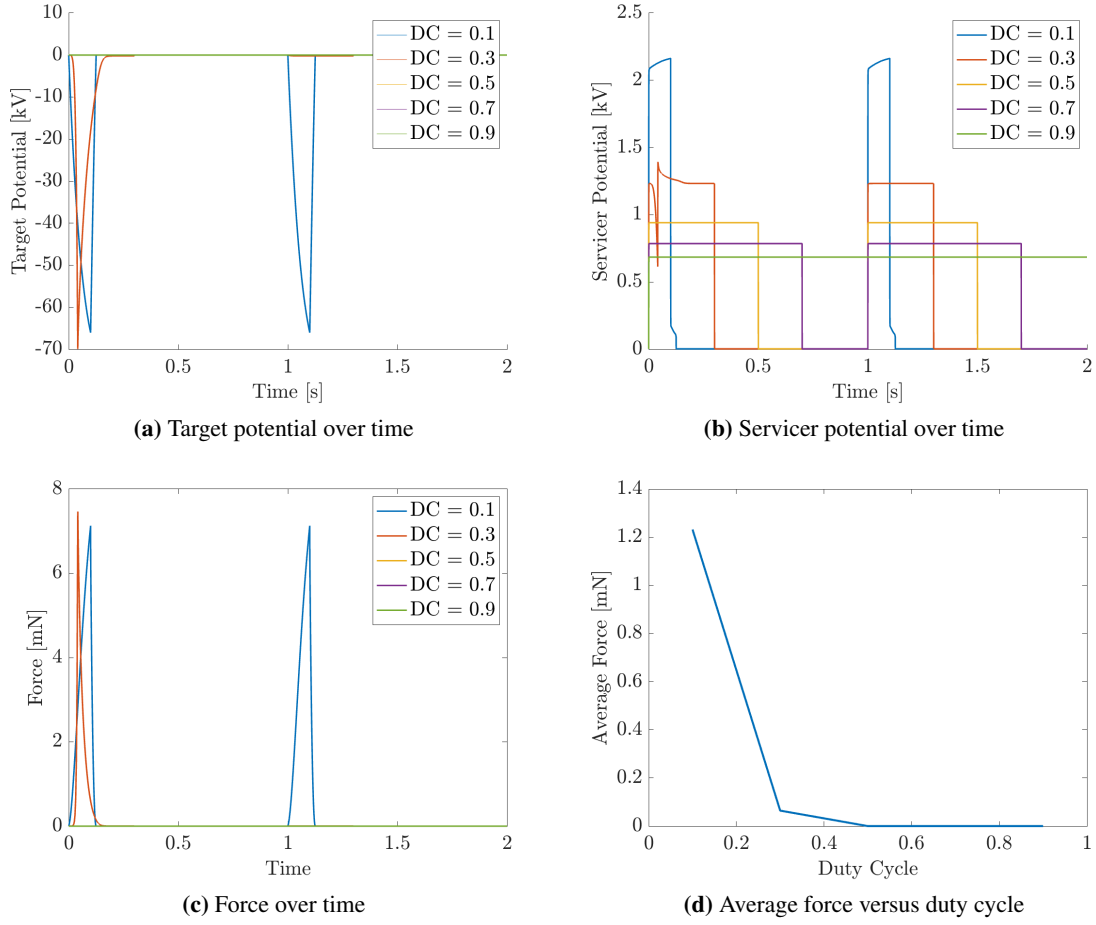 10
0
-10
-20
-30
-40
-50
-60
-70
0
0.5
1
1.5
2
Target Potential [kV]
Time [s]
DC = 0.1
DC = 0.3
DC = 0.5
DC = 0.7
DC = 0.9
(a) Target potential over time
2.5
2
1.5
1
0.5
0
0
0.5
1
1.5
2
Servicer Potential [kV]
Time [s]
DC = 0.1
DC = 0.3
DC = 0.5
DC = 0.7
DC = 0.9
(b) Servicer potential over time
8
6
4
2
0
0
0.5
1
1.5
2
Force [mN]
Time
DC = 0.1
DC = 0.3
DC = 0.5
DC = 0.7
DC = 0.9
(c) Force over time
1.4
1.2
1
0.8
0.6
0.4
0.2
0
0
0.2
0.4
0.6
0.8
1
Average Force [mN]
Duty Cycle
(d) Average force versus duty cycle